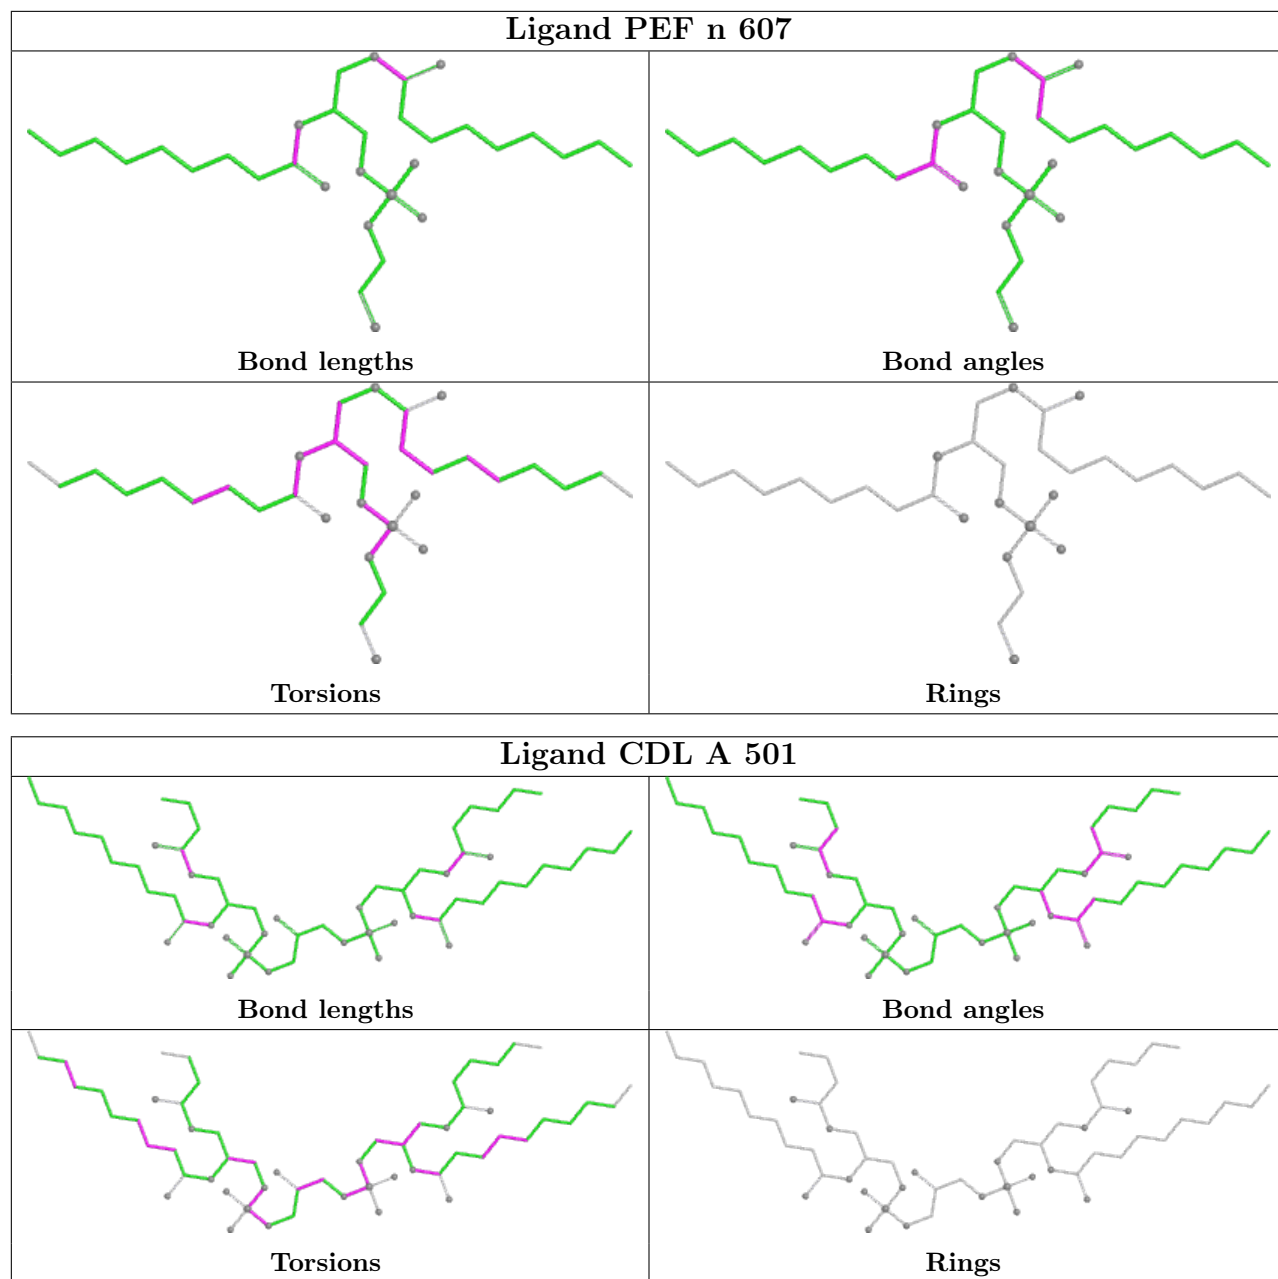 Ligand PEF n 607
Bond lengths
Bond angles
Torsions
Rings
Ligand CDL A 501
Bond lengths
Bond angles
Torsions
Rings